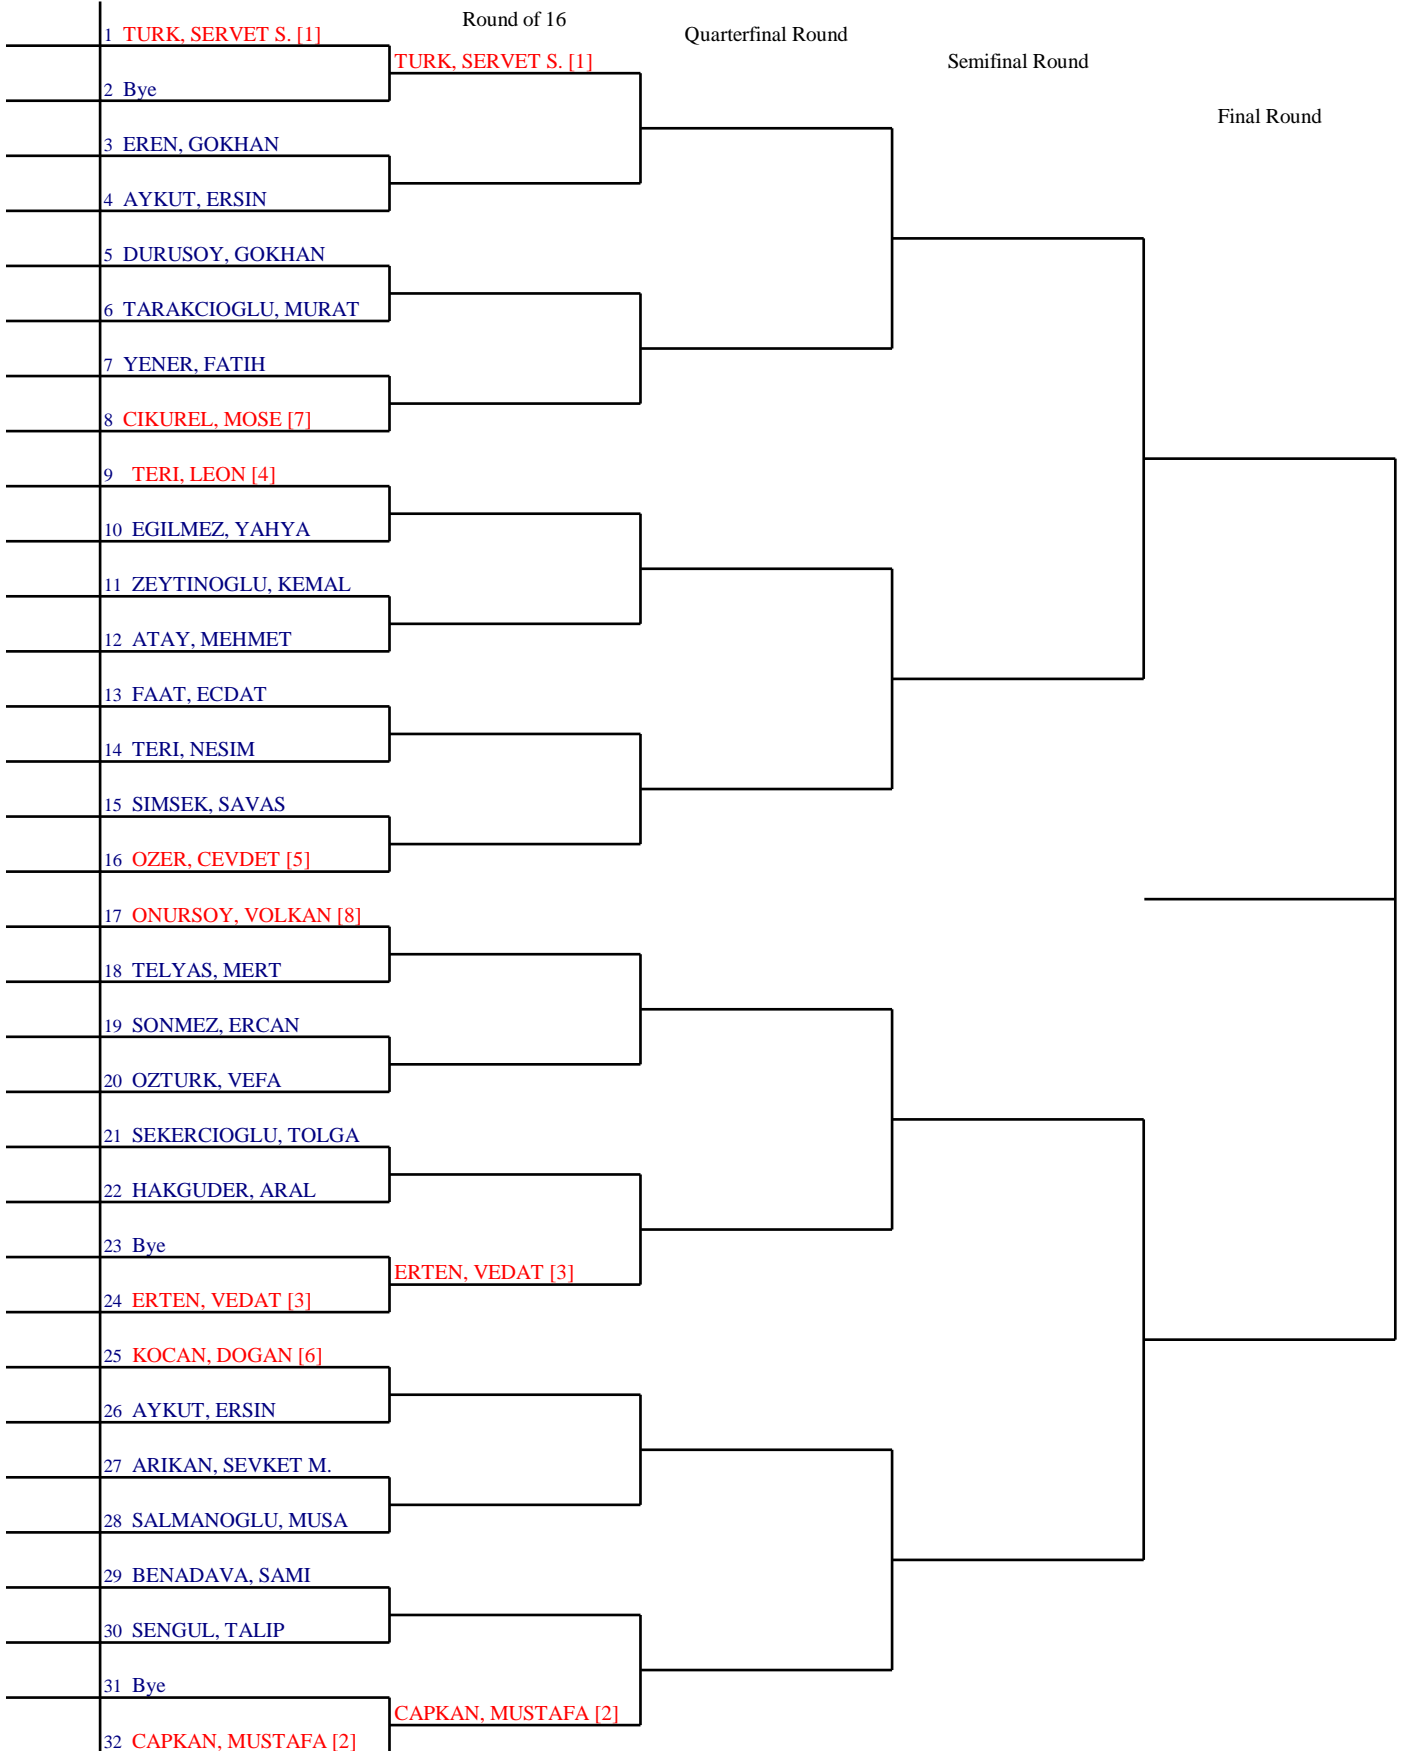 Round of 16
Quarterfinal Round
Semifinal Round
Final Round
1 TURK, SERVET S. [1]
TURK, SERVET S. [1]
2 Bye
3 EREN, GOKHAN
4 AYKUT, ERSIN
5 DURUSOY, GOKHAN
6 TARAKCIOGLU, MURAT
7 YENER, FATIH
8 CIKUREL, MOSE [7]
9 TERI, LEON [4]
10 EGILMEZ, YAHYA
11 ZEYTINOGLU, KEMAL
12 ATAY, MEHMET
13 FAAT, ECDAT
14 TERI, NESIM
15 SIMSEK, SAVAS
16 OZER, CEVDET [5]
17 ONURSOY, VOLKAN [8]
18 TELYAS, MERT
19 SONMEZ, ERCAN
20 OZTURK, VEFA
21 SEKERCIOGLU, TOLGA
22 HAKGUDER, ARAL
23 Bye
ERTEN, VEDAT [3]
24 ERTEN, VEDAT [3]
25 KOCAN, DOGAN [6]
26 AYKUT, ERSIN
27 ARIKAN, SEVKET M.
28 SALMANOGLU, MUSA
29 BENADAVA, SAMI
30 SENGUL, TALIP
31 Bye
CAPKAN, MUSTAFA [2]
32 CAPKAN, MUSTAFA [2]